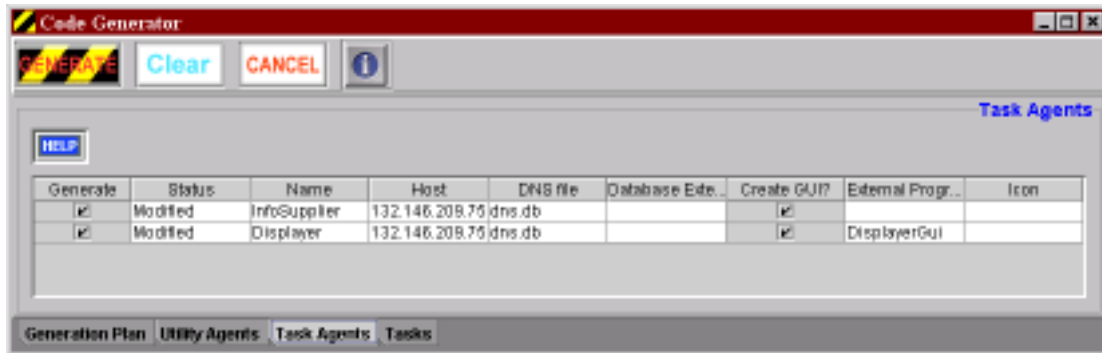 Code Generator
GENERATE Clear CANCEL
Task Agents
HELP
Generate Status Name Host DNS file Database Exte... Create GUI? External Progr... Icon
Modified InfoSupplier 132.146.209.75 dns.db
Modified Displayer 132.146.209.75 dns.db DisplayerGui
Generation Plan Utility Agents Task Agents Tasks